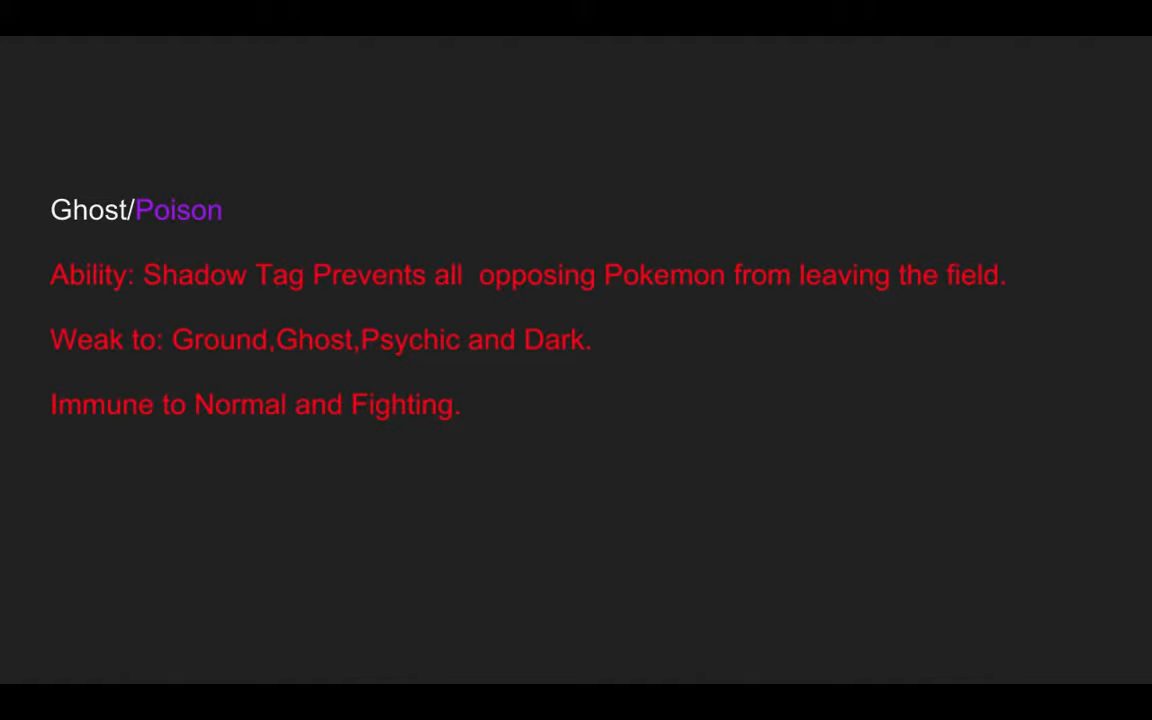 Ghost/Poison
Ability: Shadow Tag Prevents all  opposing Pokemon from leaving the field.
Weak to: Ground,Ghost,Psychic and Dark.
Immune to Normal and Fighting.